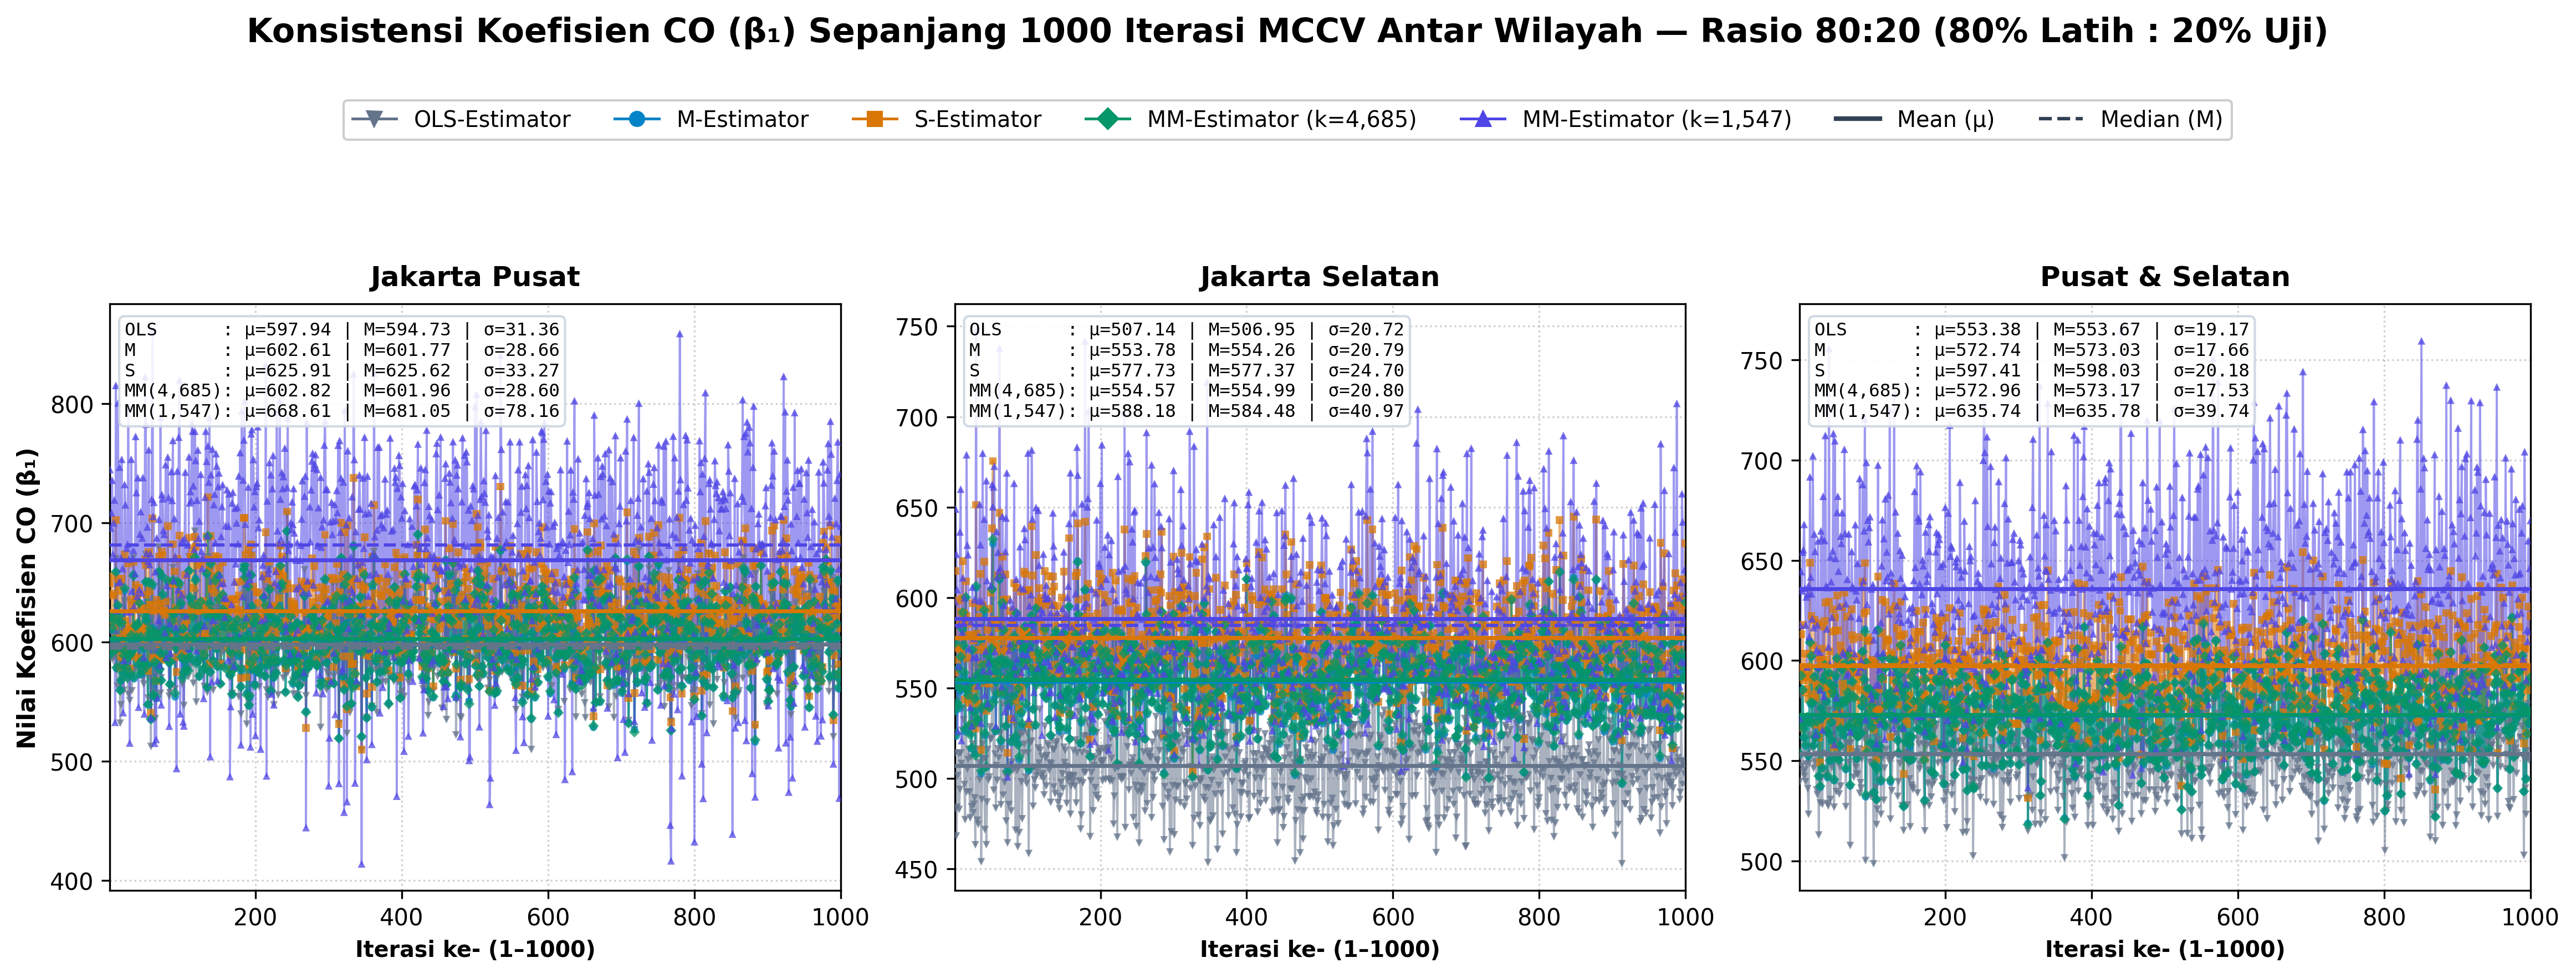 Konsistensi Koefisien CO (β₁) Sepanjang 1000 Iterasi MCCV Antar Wilayah — Rasio 80:20 (80% Latih : 20% Uji)
OLS-Estimator M-Estimator S-Estimator MM-Estimator (k=4,685) MM-Estimator (k=1,547) Mean (μ) Median (M)
Jakarta Pusat
OLS : μ=597.94 | M=594.73 | σ=31.36
M : μ=602.61 | M=601.77 | σ=28.66
S : μ=625.91 | M=625.62 | σ=33.27
MM(4,685): μ=602.82 | M=601.96 | σ=28.60
MM(1,547): μ=668.61 | M=681.05 | σ=78.16
Nilai Koefisien CO (β₁)
800
700
600
500
400
200 400 600 800 1000
Iterasi ke- (1–1000)
Jakarta Selatan
OLS : μ=507.14 | M=506.95 | σ=20.72
M : μ=553.78 | M=554.26 | σ=20.79
S : μ=577.73 | M=577.37 | σ=24.70
MM(4,685): μ=554.57 | M=554.99 | σ=20.80
MM(1,547): μ=588.18 | M=584.48 | σ=40.97
750
700
650
600
550
500
450
200 400 600 800 1000
Iterasi ke- (1–1000)
Pusat & Selatan
OLS : μ=553.38 | M=553.67 | σ=19.17
M : μ=572.74 | M=573.03 | σ=17.66
S : μ=597.41 | M=598.03 | σ=20.18
MM(4,685): μ=572.96 | M=573.17 | σ=17.53
MM(1,547): μ=635.74 | M=635.78 | σ=39.74
750
700
650
600
550
500
200 400 600 800 1000
Iterasi ke- (1–1000)